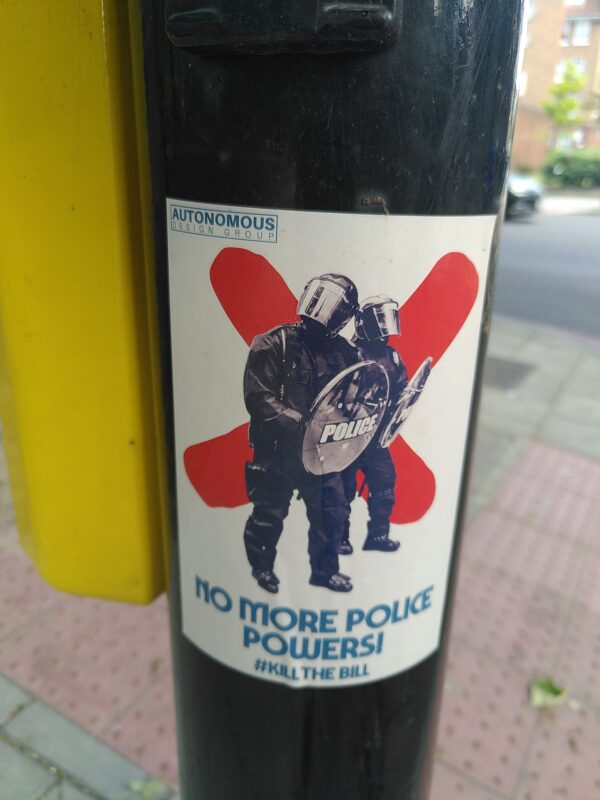 AUTONOMOUS
DESIGN GROUP
POLICE
NO MORE POLICE
POWERS!
#KILL THE BILL